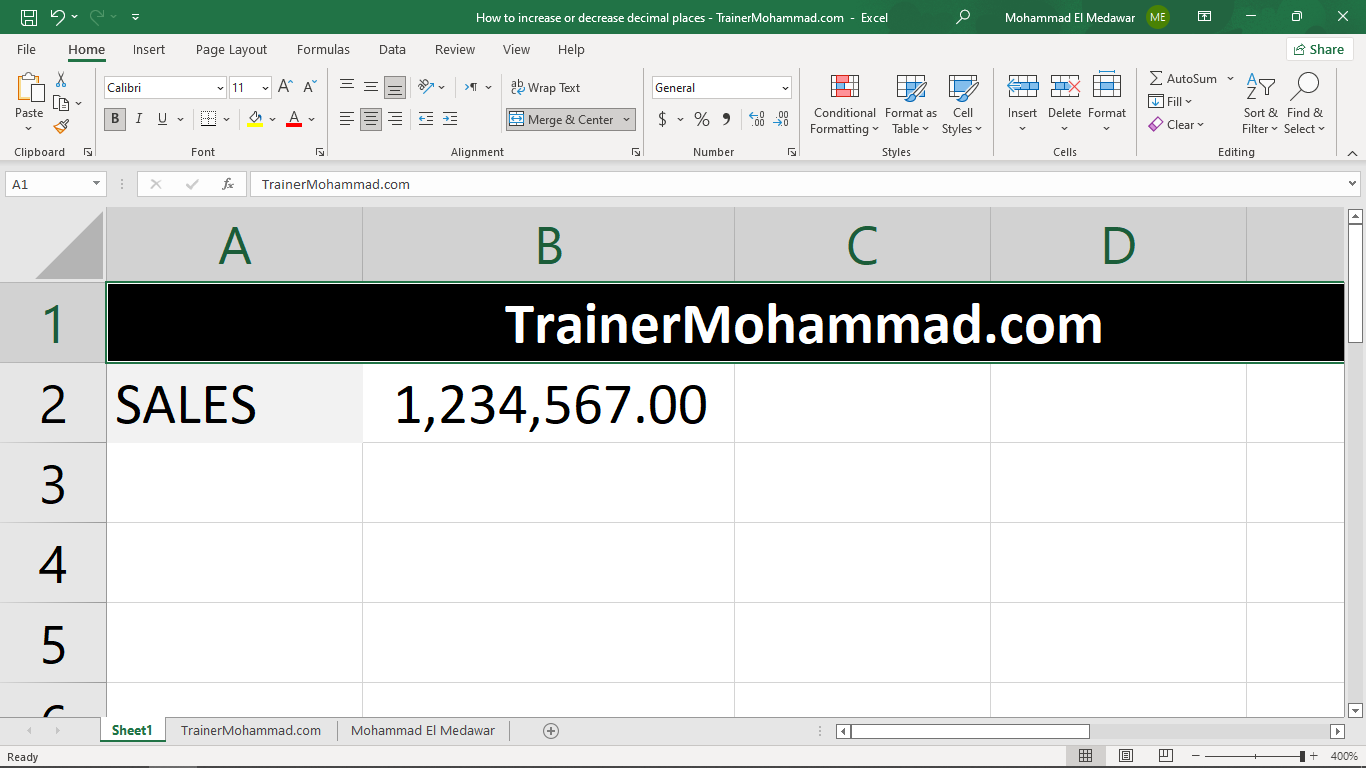 How to increase or decrease decimal places - TrainerMohammad.com - Excel
Mohammad El Medawar
ME
File Home Insert Page Layout Formulas Data Review View Help
Share
Paste
Calibri 11
B I U
A A
ab Wrap Text
Merge & Center
General
$ % ,
.00 .00
Conditional Formatting
Format as Table
Cell Styles
Insert
Delete
Format
AutoSum
Fill
Clear
Sort & Filter
Find & Select
Clipboard Font Alignment Number Styles Cells Editing
A1 fx TrainerMohammad.com
A B C D
1 TrainerMohammad.com
2 SALES 1,234,567.00
3
4
5
Sheet1 TrainerMohammad.com Mohammad El Medawar
Ready
400%